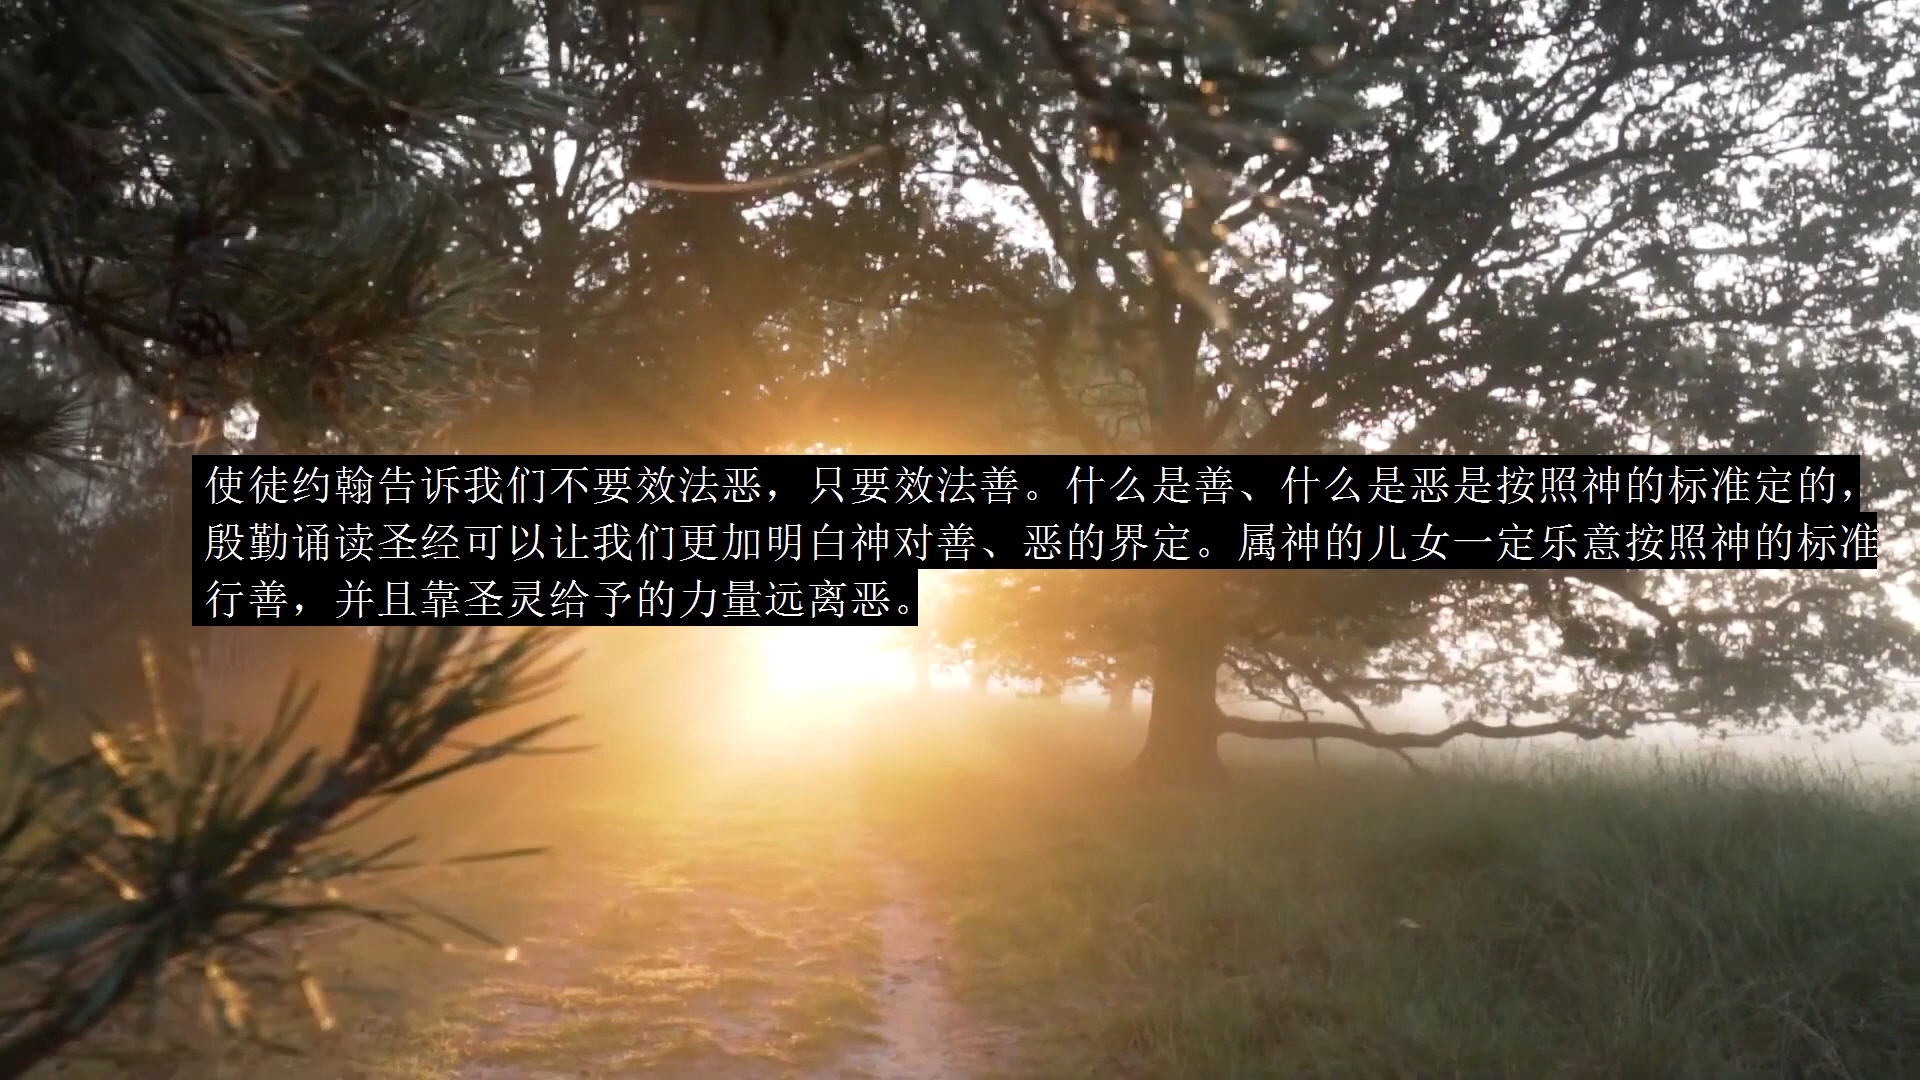 使徒约翰告诉我们不要效法恶，只要效法善。什么是善、什么是恶是按照神的标准定的，
殷勤诵读圣经可以让我们更加明白神对善、恶的界定。属神的儿女一定乐意按照神的标准
行善，并且靠圣灵给予的力量远离恶。